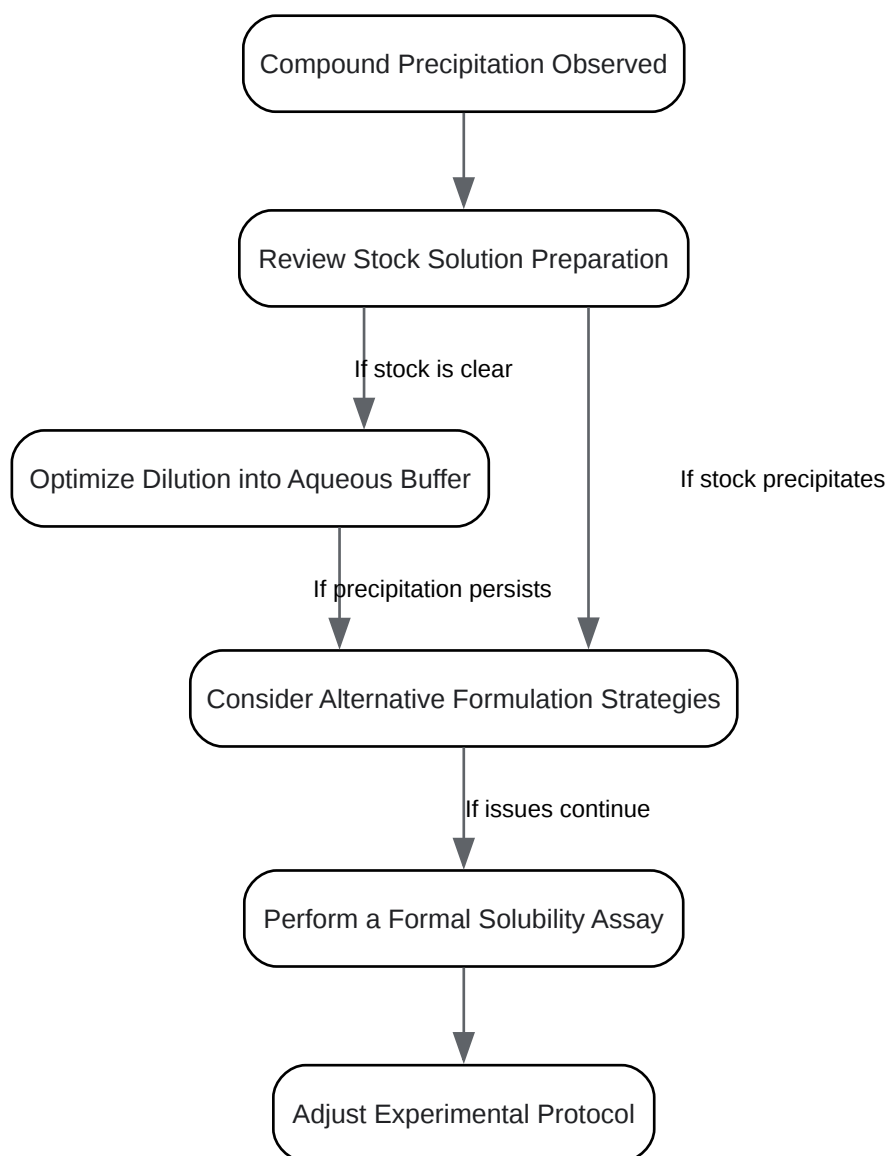 Compound Precipitation Observed
Review Stock Solution Preparation
If stock is clear
Optimize Dilution into Aqueous Buffer
If stock precipitates
If precipitation persists
Consider Alternative Formulation Strategies
If issues continue
Perform a Formal Solubility Assay
Adjust Experimental Protocol